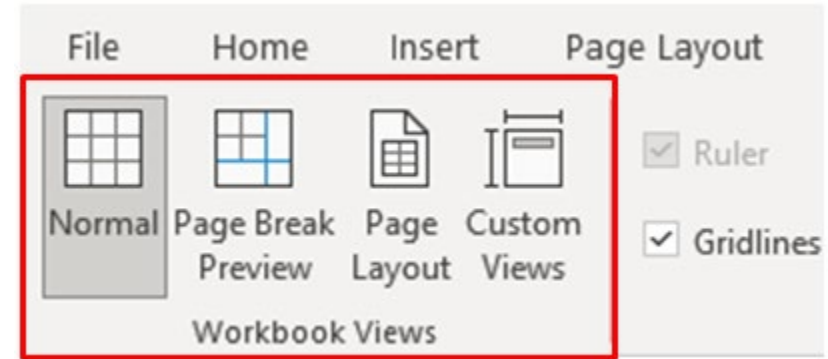 File Home Insert Page Layout
Normal Page Break Preview Page Layout Custom Views
Ruler
Gridlines
Workbook Views